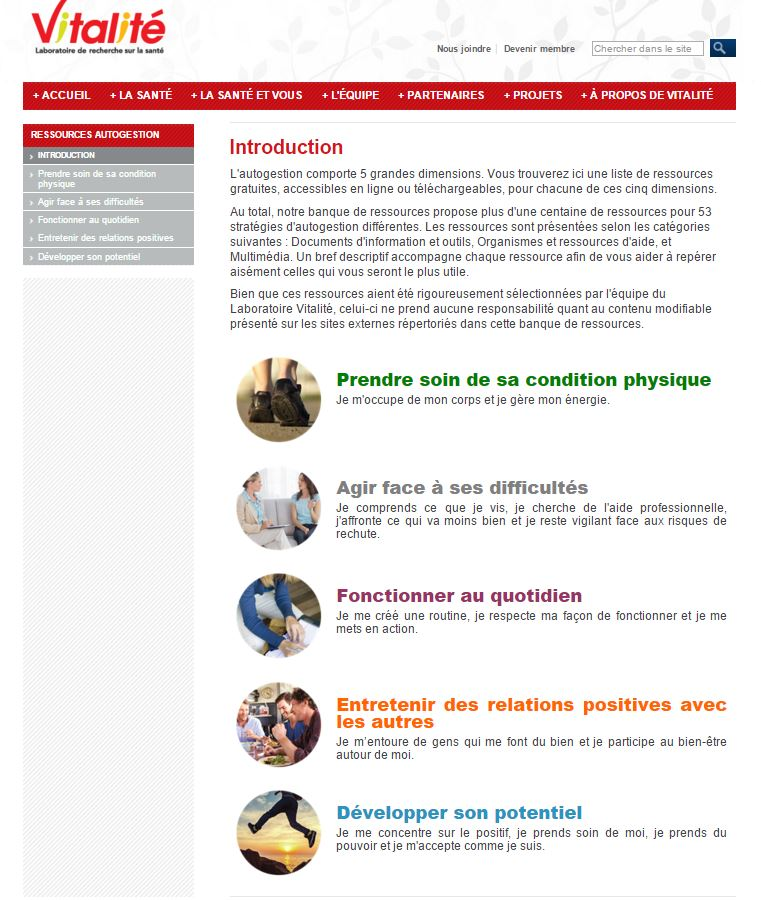 Vitalité
Laboratoire de recherche sur la santé
Nous joindre
Devenir membre
Chercher dans le site
+ ACCUEIL
+ LA SANTÉ
+ LA SANTÉ ET VOUS
+ L'ÉQUIPE
+ PARTENAIRES
+ PROJETS
+ À PROPOS DE VITALITÉ
RESSOURCES AUTOGESTION
INTRODUCTION
Prendre soin de sa condition
physique
Agir face à ses difficultés
Fonctionner au quotidien
Entretenir des relations positives
Développer son potentiel
Introduction
L'autogestion comporte 5 grandes dimensions. Vous trouverez ici une liste de ressources
gratuites, accessibles en ligne ou téléchargeables, pour chacune de ces cinq dimensions.
Au total, notre banque de ressources propose plus d'une centaine de ressources pour 53
stratégies d'autogestion différentes. Les ressources sont présentées selon les catégories
suivantes : Documents d'information et outils, Organismes et ressources d'aide, et
Multimédia. Un bref descriptif accompagne chaque ressource afin de vous aider à repérer
aisément celles qui vous seront le plus utile.
Bien que ces ressources aient été rigoureusement sélectionnées par l'équipe du
Laboratoire Vitalité, celui-ci ne prend aucune responsabilité quant au contenu modifiable
présenté sur les sites externes répertoriés dans cette banque de ressources.
Prendre soin de sa condition physique
Je m'occupe de mon corps et je gère mon énergie.
Agir face à ses difficultés
Je comprends ce que je vis, je cherche de l'aide professionnelle,
j'affronte ce qui va moins bien et je reste vigilant face aux risques de
rechute.
Fonctionner au quotidien
Je me créé une routine, je respecte ma façon de fonctionner et je me
mets en action.
Entretenir des relations positives avec
les autres
Je m'entoure de gens qui me font du bien et je participe au bien-être
autour de moi.
Développer son potentiel
Je me concentre sur le positif, je prends soin de moi, je prends du
pouvoir et je m'accepte comme je suis.